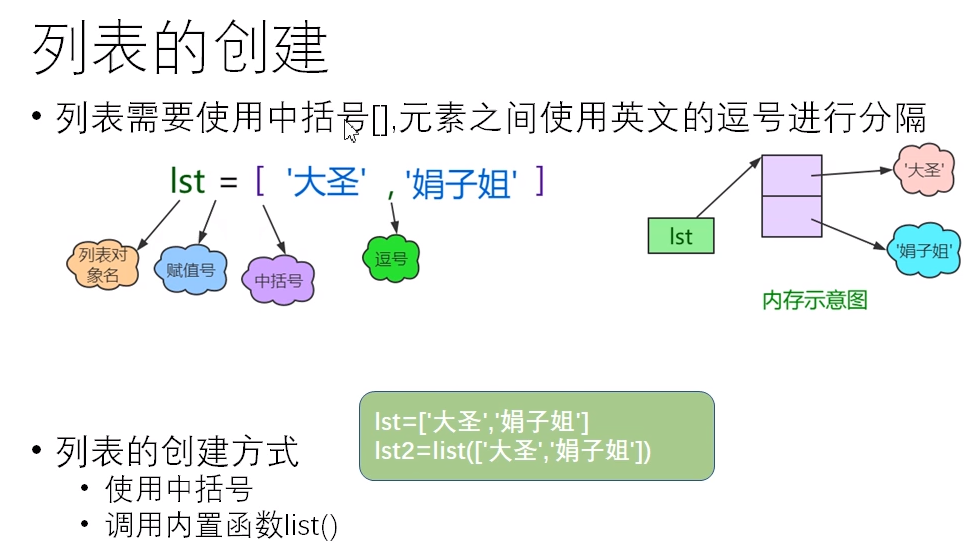 列表的创建
• 列表需要使用中括号[],元素之间使用英文的逗号进行分隔
lst = [ '大圣' , '娟子姐' ]
列表对
象名
赋值号
中括号
逗号
lst
'大圣'
'娟子姐'
内存示意图
lst=['大圣','娟子姐']
lst2=list(['大圣','娟子姐'])
• 列表的创建方式
• 使用中括号
• 调用内置函数list()